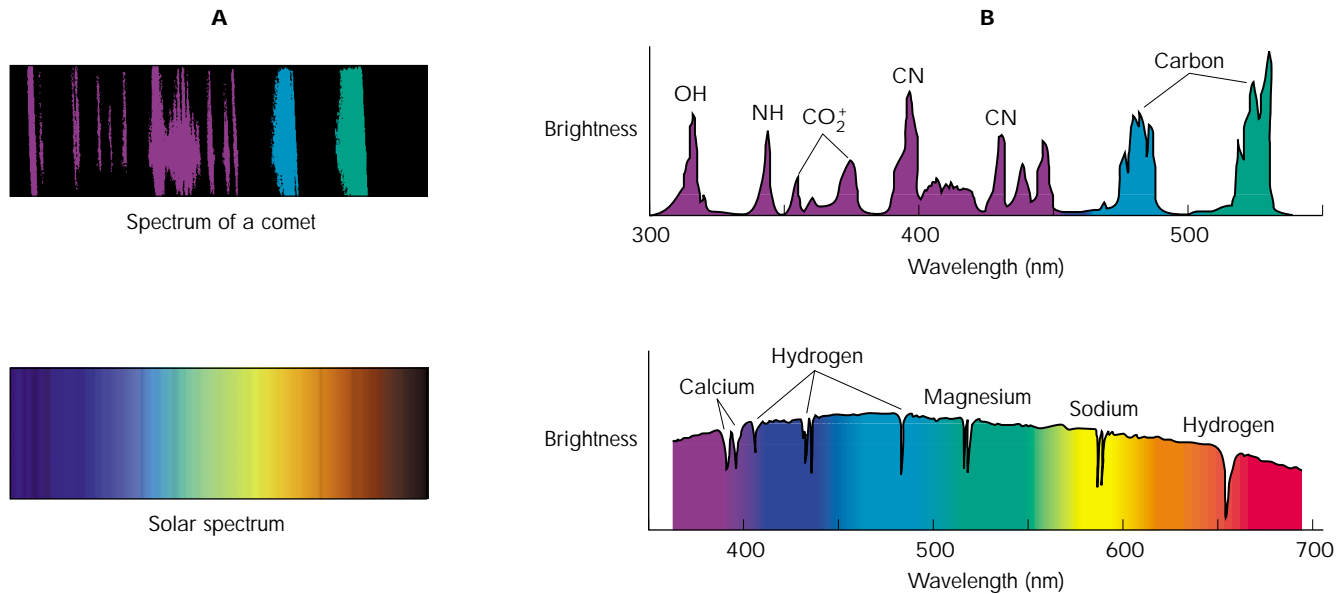 A
B
Spectrum of a comet
Brightness
OH
NH
CO₂⁺
CN
CN
Carbon
300
400
500
Wavelength (nm)
Solar spectrum
Brightness
Calcium
Hydrogen
Magnesium
Sodium
Hydrogen
400
500
600
700
Wavelength (nm)